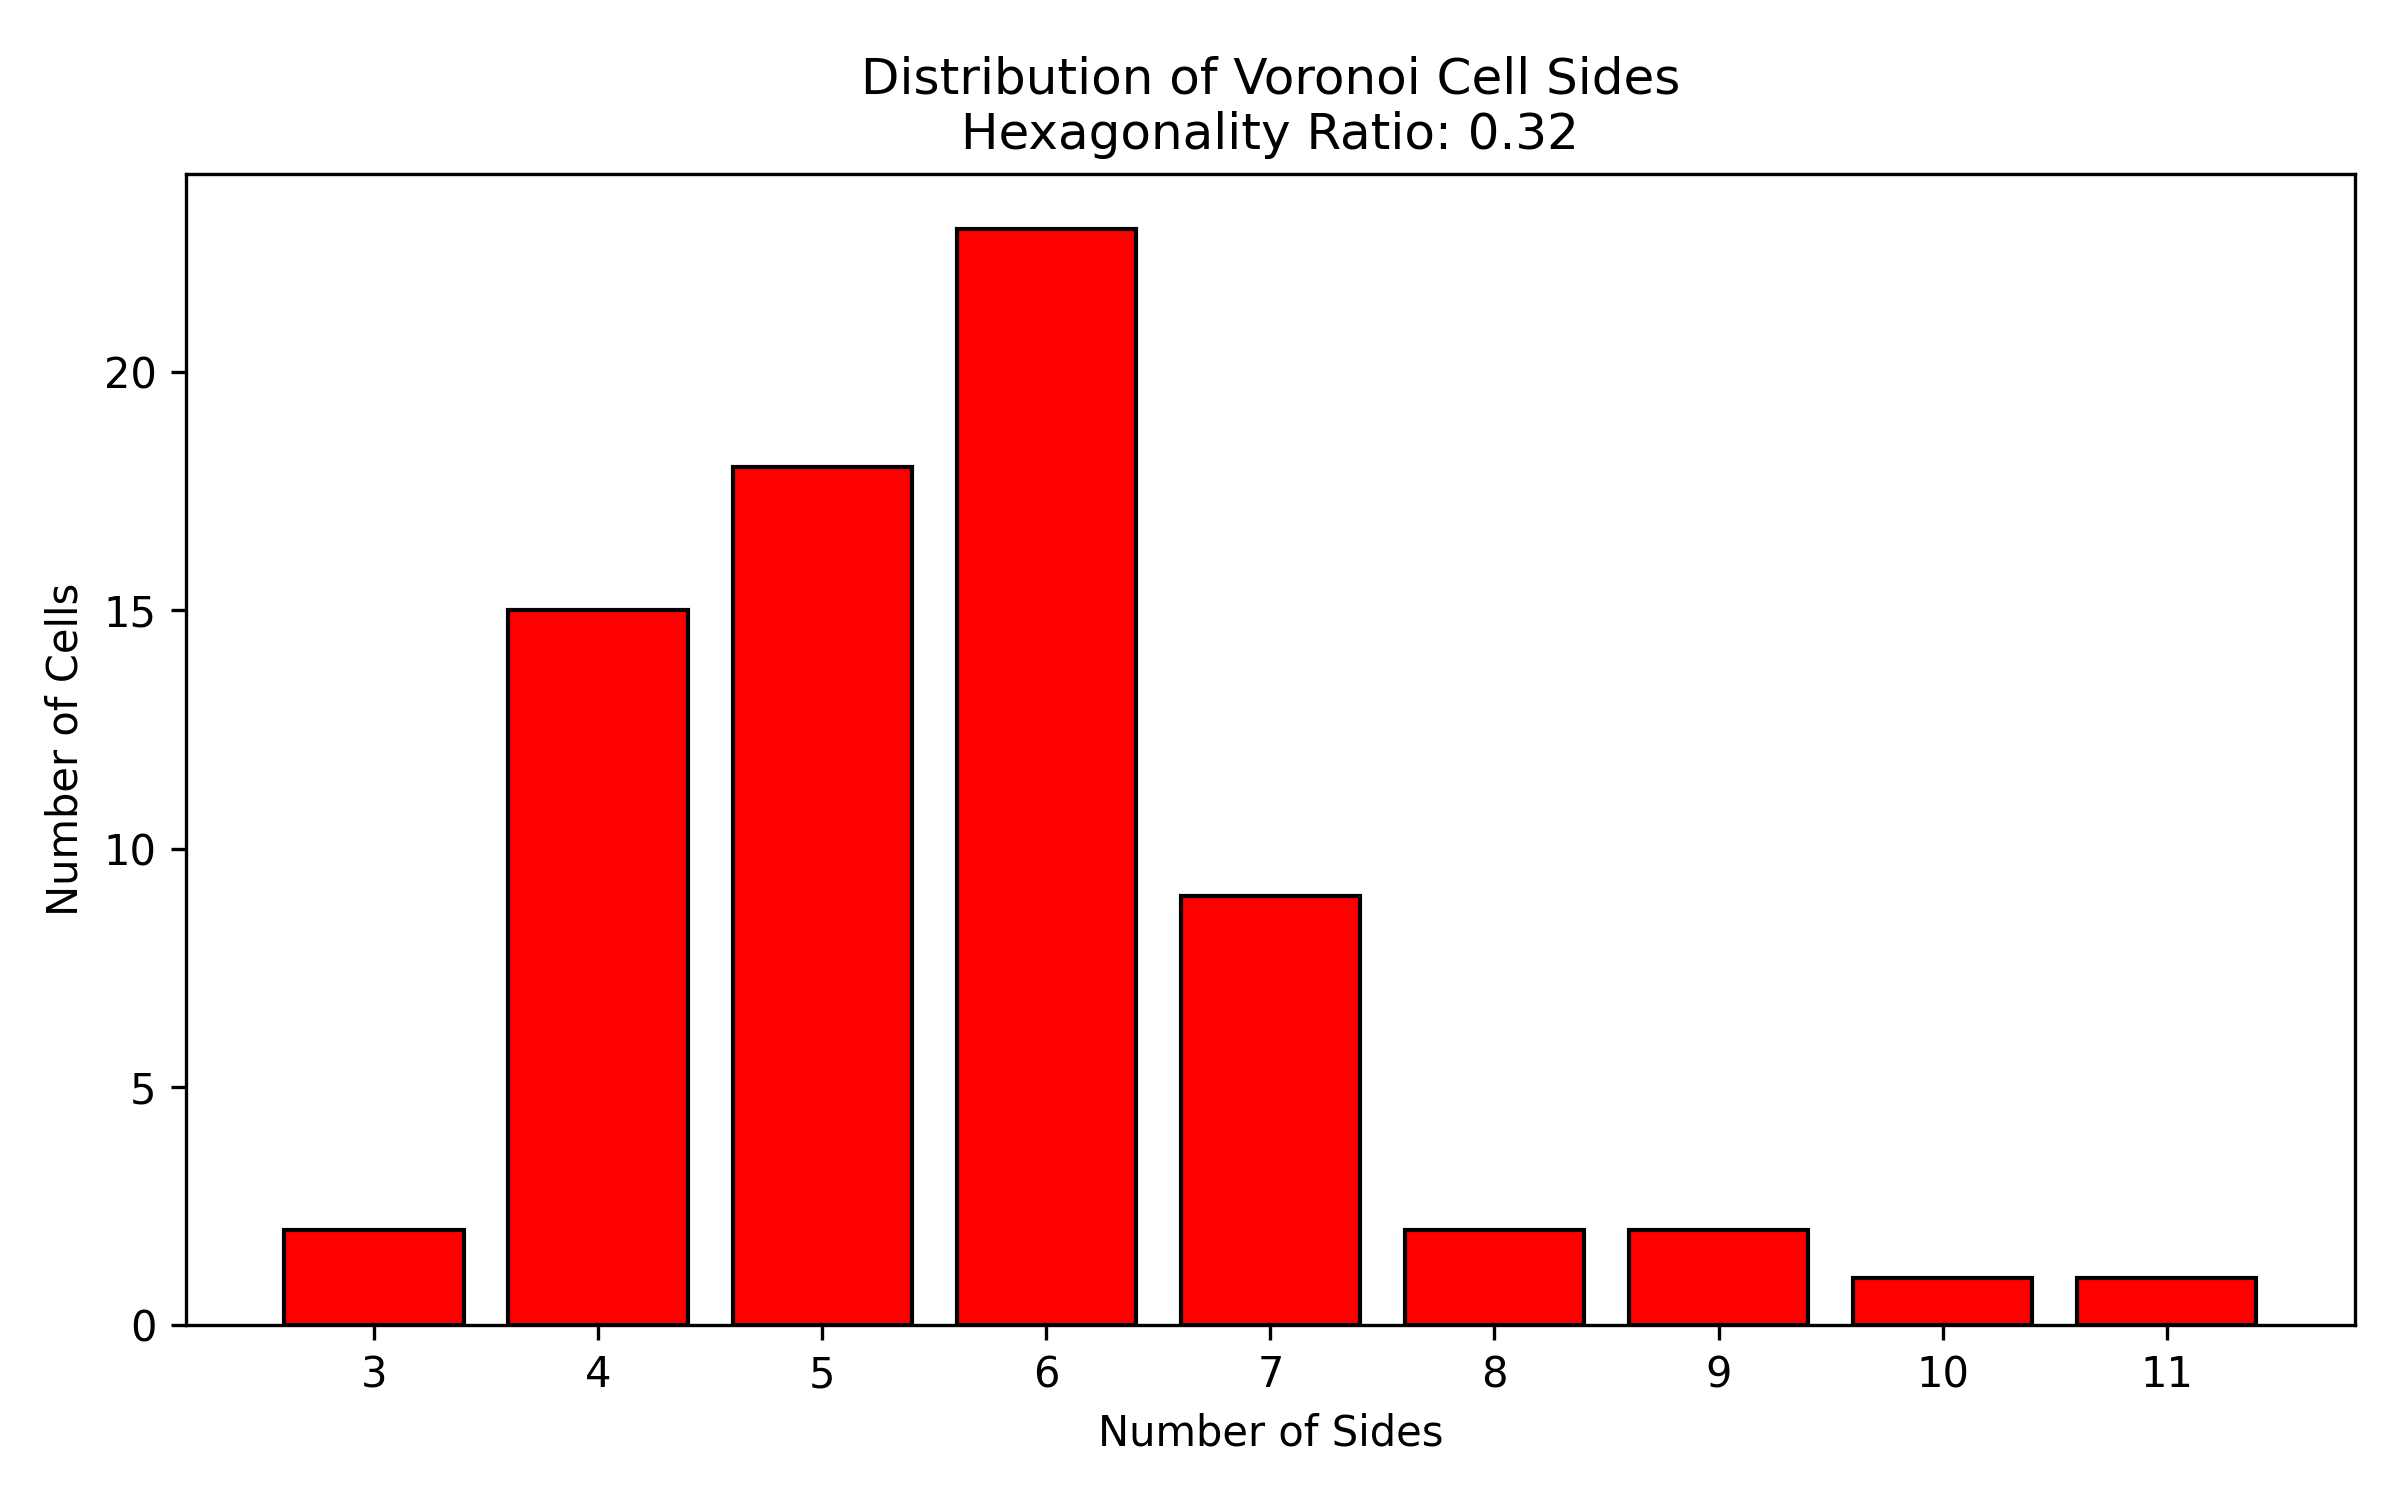 Distribution of Voronoi Cell Sides
Hexagonality Ratio: 0.32
Number of Cells
20
15
10
5
0
3 4 5 6 7 8 9 10 11
Number of Sides